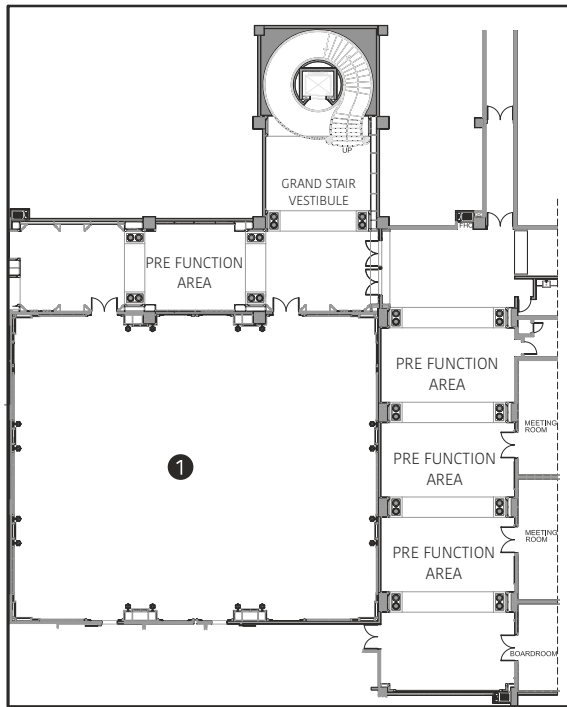 UP
GRAND STAIR
VESTIBULE
FHC
PRE FUNCTION
AREA
PRE FUNCTION
AREA
MEETING
ROOM
1
PRE FUNCTION
AREA
MEETING
ROOM
PRE FUNCTION
AREA
BOARDROOM